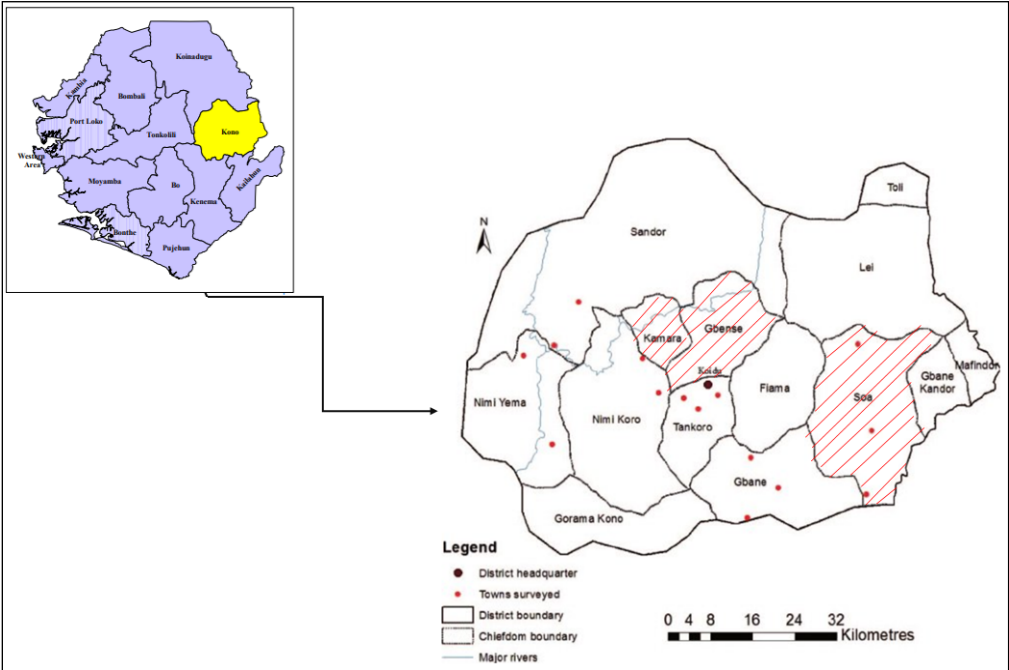 Koinadugu
Kambia
Bombali
Port Loko
Kono
Tonkolili
Western
Area
Moyamba
Bo
Kailahun
Kenema
Bonthe
Pujehun
N
Toli
Sandor
Lei
Kamara
Gbense
Koidu
Mafindor
Gbane
Kandor
Fiama
Soa
Nimi Yema
Nimi Koro
Tankoro
Gbane
Gorama Kono
Legend
District headquarter
Towns surveyed
District boundary
Chiefdom boundary
Major rivers
0 4 8 16 24 32
Kilometres